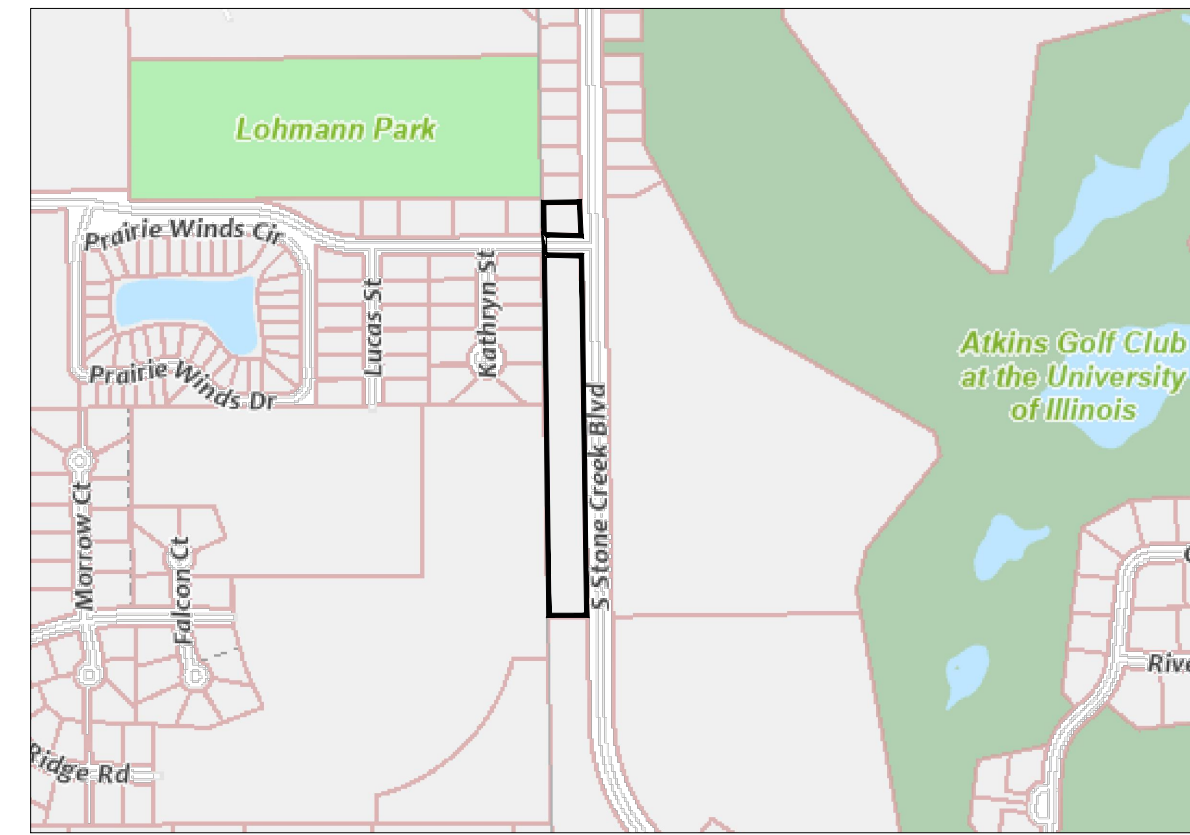 Lohmann Park
Prairie Winds Cir
Lucas St
Kathryn St
Prairie Winds Dr
S Stone Creek Blvd
Atkins Golf Club
at the University
of Illinois
Morrow Ct
Falcon Ct
Ridge Rd